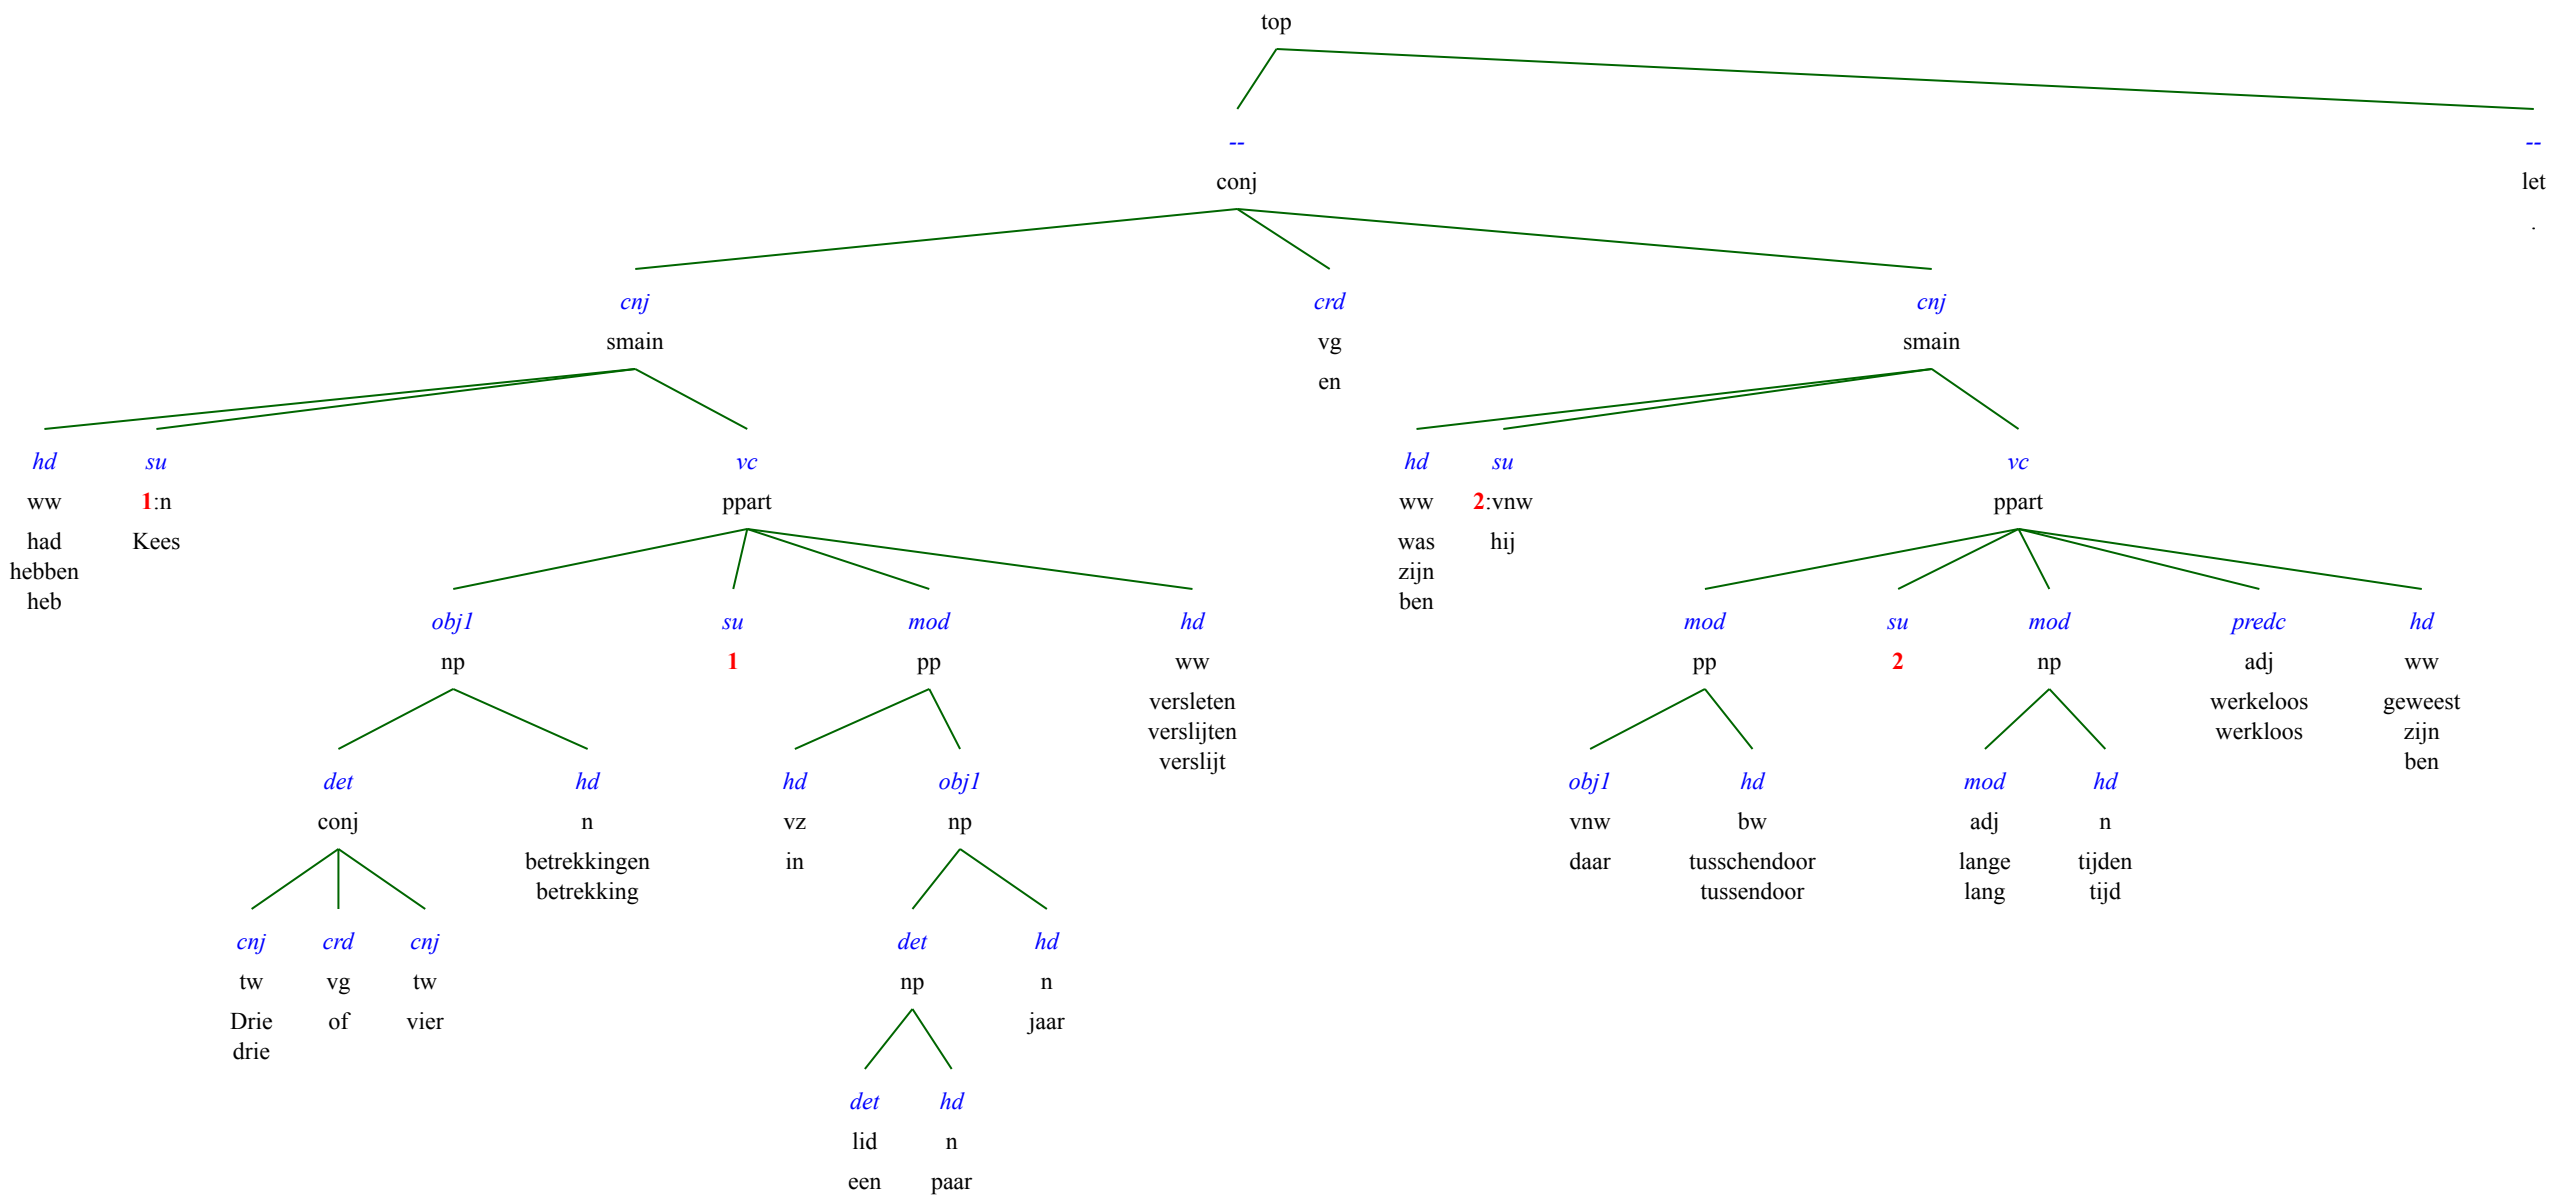 top
-- --
conj let
.
cnj crd cnj
smain vg smain
en
hd su vc hd su vc
ww 1:n ppart ww 2:vnw ppart
had Kees was hij
hebben zijn
heb ben
obj1 su mod hd mod su mod predc hd
np 1 pp ww pp 2 np adj ww
versleten werkeloos geweest
verslijten werkloos zijn
verslijt ben
det hd hd obj1 obj1 hd mod hd
conj n vz np vnw bw adj n
betrekkingen in daar tusschendoor lange tijden
betrekking tussendoor lang tijd
cnj crd cnj det hd
tw vg tw np n
Drie of vier jaar
drie
det hd
lid n
een paar